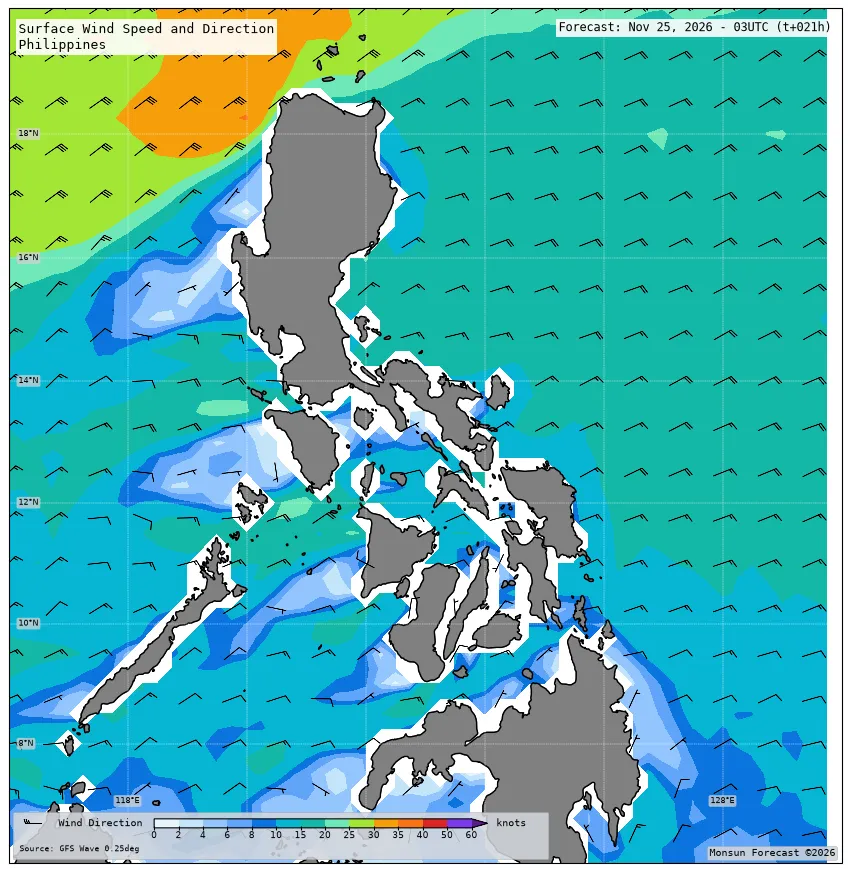 Surface Wind Speed and Direction
Philippines
Forecast: Nov 25, 2026 - 03UTC (t+021h)
18°N
16°N
14°N
12°N
10°N
8°N
118°E
128°E
Wind Direction
0 2 4 6 8 10 15 20 25 30 35 40 50 60
knots
Source: GFS Wave 0.25deg
Monsun Forecast ©2026